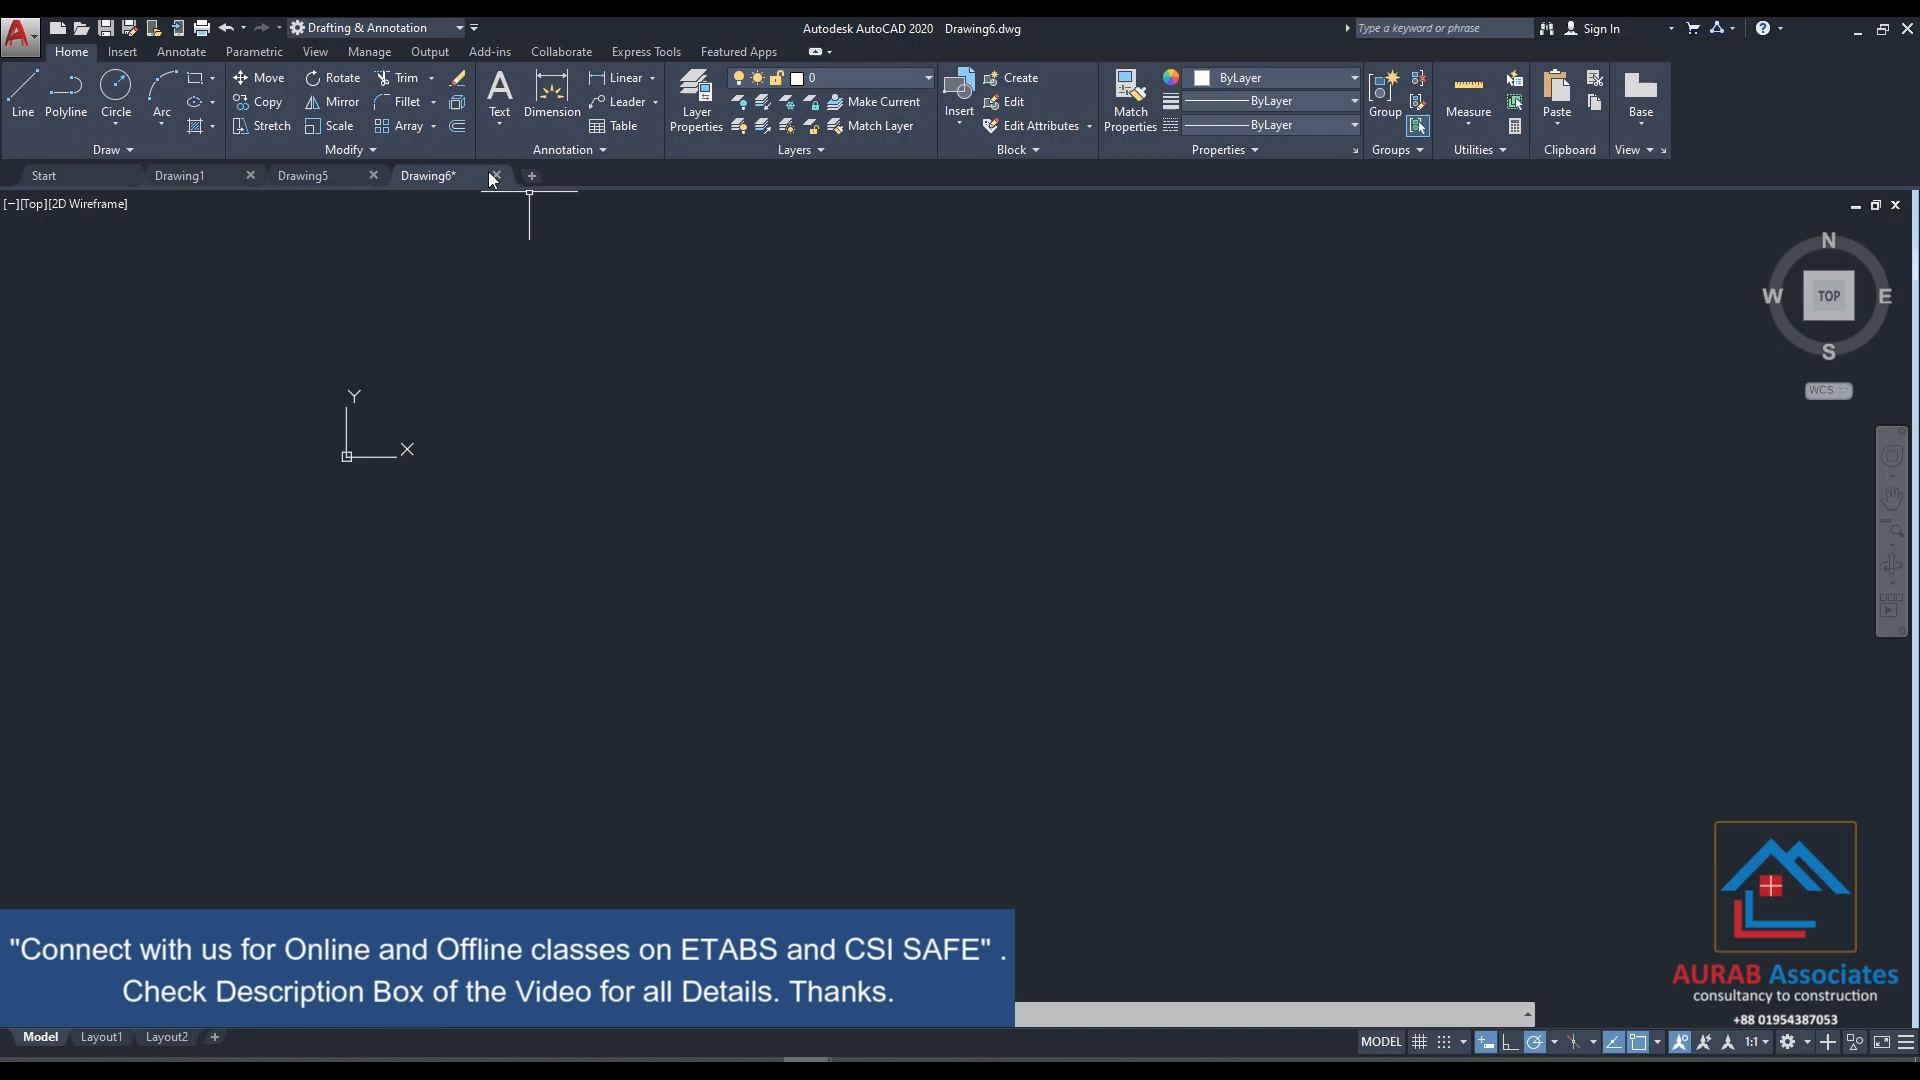 Drafting & Annotation
Autodesk AutoCAD 2020 Drawing6.dwg
Type a keyword or phrase
Sign In
Home Insert Annotate Parametric View Manage Output Add-ins Collaborate Express Tools Featured Apps
Line Polyline Circle Arc
Move Rotate Trim
Copy Mirror Fillet
Stretch Scale Array
Text Dimension
Linear
Leader
Table
Layer Properties
0
Make Current
Match Layer
Insert
Create
Edit
Edit Attributes
Match Properties
ByLayer
ByLayer
ByLayer
Group
Measure
Paste
Base
Draw Modify Annotation Layers Block Properties Groups Utilities Clipboard View
Start Drawing1 Drawing5 Drawing6*
[−][Top][2D Wireframe]
N
W TOP E
S
WCS
Y
X
"Connect with us for Online and Offline classes on ETABS and CSI SAFE" .
Check Description Box of the Video for all Details. Thanks.
AURAB Associates
consultancy to construction
+88 01954387053
Model Layout1 Layout2
MODEL
1:1